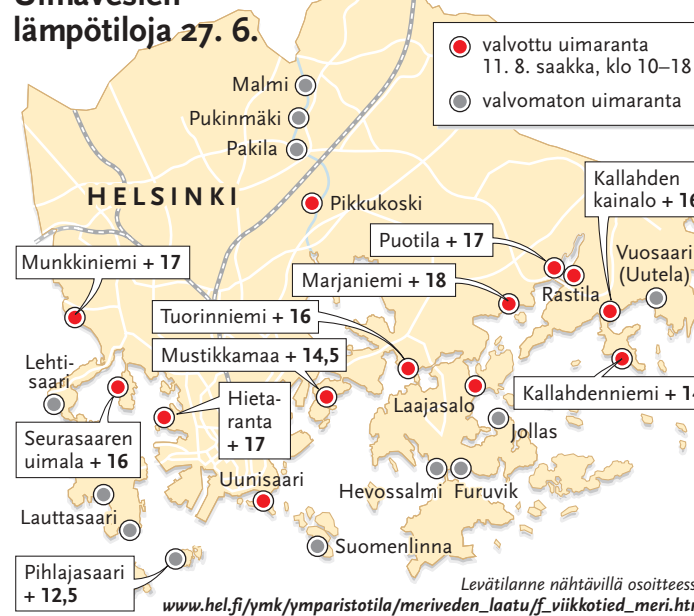 lämpötiloja 27. 6.
valvottu uimaranta
11. 8. saakka, klo 10–18
valvomaton uimaranta
Malmi
Pukinmäki
Pakila
HELSINKI
Pikkukoski
Kallahden
kainalo + 16
Puotila + 17
Munkkiniemi + 17
Marjaniemi + 18
Vuosaari
(Uutela)
Rastila
Tuorinniemi + 16
Mustikkamaa + 14,5
Lehti-
saari
Hieta-
ranta
+ 17
Laajasalo
Kallahdenniemi + 14
Jollas
Seurasaaren
uimala + 16
Uunisaari
Hevossalmi
Furuvik
Lauttasaari
Suomenlinna
Pihlajasaari
+ 12,5
Levätilanne nähtävillä osoitteess
www.hel.fi/ymk/ymparistotila/meriveden_laatu/f_viikkotied_meri.htm